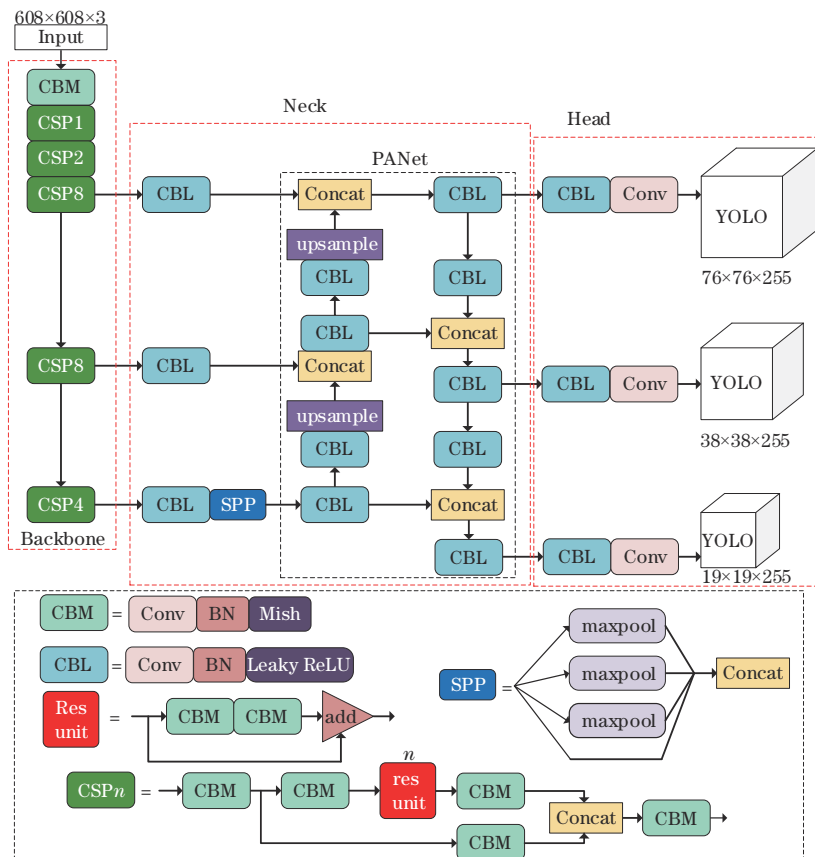 608×608×3
Input
CBM
CSP1
CSP2
CSP8
CSP8
CSP4
Backbone
Neck
PANet
Head
CBL
Concat
CBL
CBL
Conv
YOLO
76×76×255
upsample
CBL
CBL
CBL
Concat
CBL
Concat
CBL
CBL
Conv
YOLO
38×38×255
upsample
CBL
CBL
CBL
SPP
CBL
Concat
CBL
CBL
Conv
YOLO
19×19×255
CBM = Conv BN Mish
CBL = Conv BN Leaky ReLU
Res unit = CBM CBM add
SPP = maxpool maxpool maxpool Concat
CSPn = CBM CBM n res unit CBM CBM Concat CBM